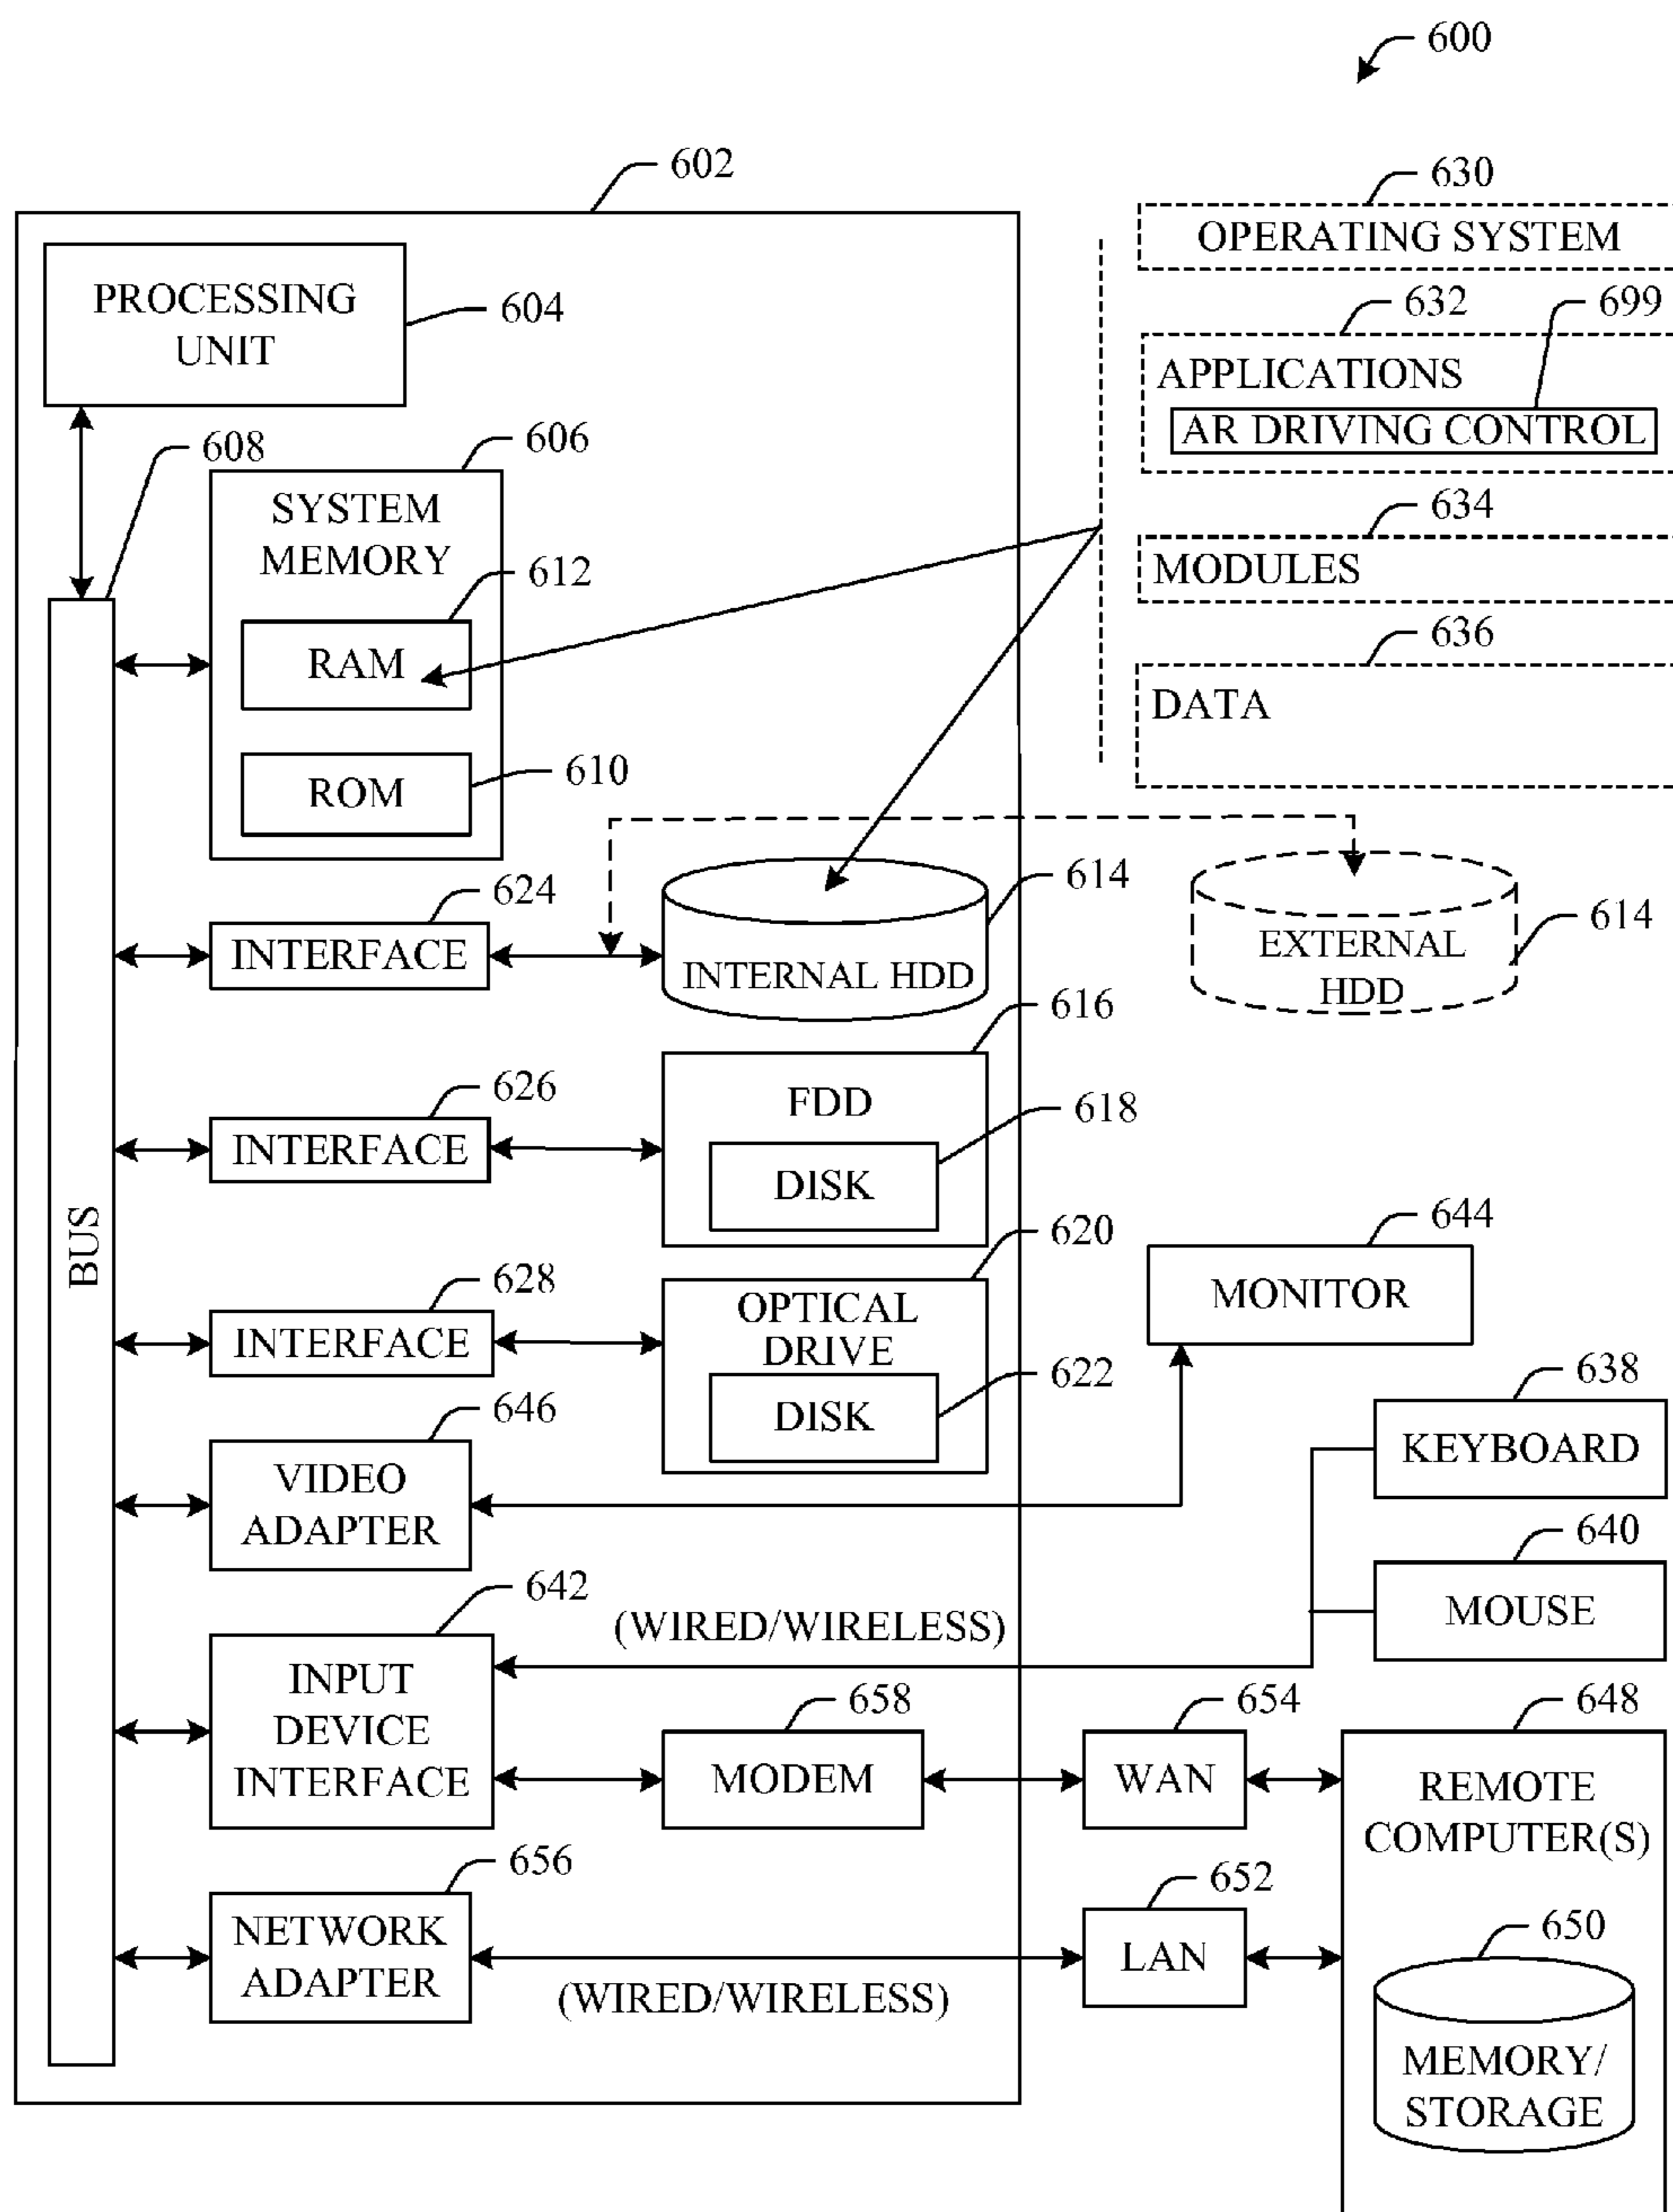 600
602
630
OPERATING SYSTEM
PROCESSING
UNIT
604
632
699
APPLICATIONS
AR DRIVING CONTROL
608
606
SYSTEM
MEMORY
612
RAM
634
MODULES
636
DATA
ROM
610
624
INTERFACE
614
INTERNAL HDD
614
EXTERNAL
HDD
616
626
INTERFACE
FDD
618
DISK
BUS
620
644
MONITOR
628
INTERFACE
OPTICAL
DRIVE
622
DISK
638
KEYBOARD
646
VIDEO
ADAPTER
640
MOUSE
642
(WIRED/WIRELESS)
INPUT
DEVICE
INTERFACE
658
MODEM
654
WAN
648
REMOTE
COMPUTER(S)
656
NETWORK
ADAPTER
(WIRED/WIRELESS)
652
LAN
650
MEMORY/
STORAGE